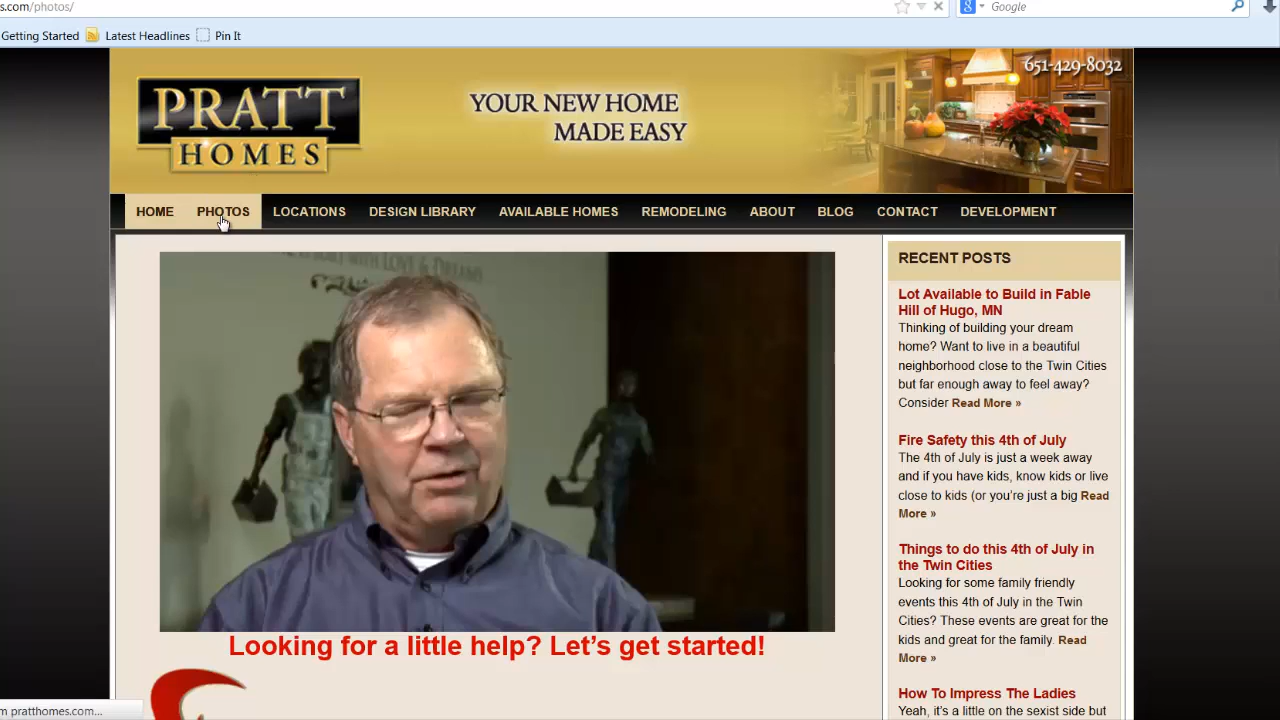 s.com/photos/
Google
Getting Started Latest Headlines Pin It
PRATT
HOMES
YOUR NEW HOME
MADE EASY
651-429-8032
HOME PHOTOS LOCATIONS DESIGN LIBRARY AVAILABLE HOMES REMODELING ABOUT BLOG CONTACT DEVELOPMENT
Looking for a little help? Let's get started!
RECENT POSTS
Lot Available to Build in Fable
Hill of Hugo, MN
Thinking of building your dream
home? Want to live in a beautiful
neighborhood close to the Twin Cities
but far enough away to feel away?
Consider Read More »
Fire Safety this 4th of July
The 4th of July is just a week away
and if you have kids, know kids or live
close to kids (or you're just a big Read
More »
Things to do this 4th of July in
the Twin Cities
Looking for some family friendly
events this 4th of July in the Twin
Cities? These events are great for the
kids and great for the family. Read
More »
How To Impress The Ladies
Yeah, it's a little on the sexist side but
m pratthomes.com...